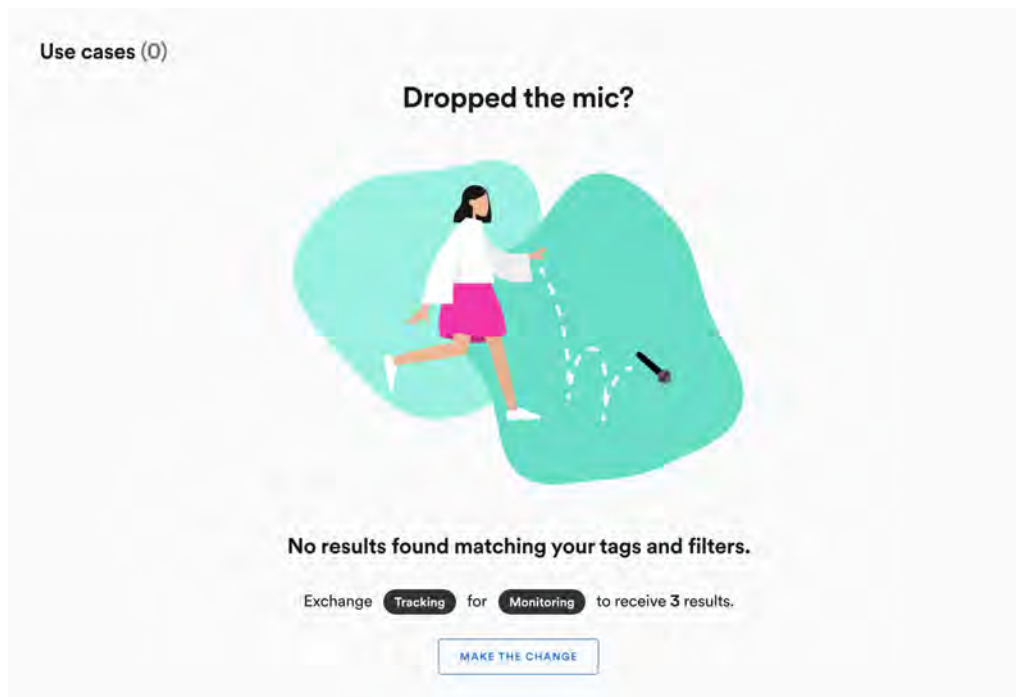 Use cases (0)
Dropped the mic?
No results found matching your tags and filters.
Exchange Tracking for Monitoring to receive 3 results.
MAKE THE CHANGE